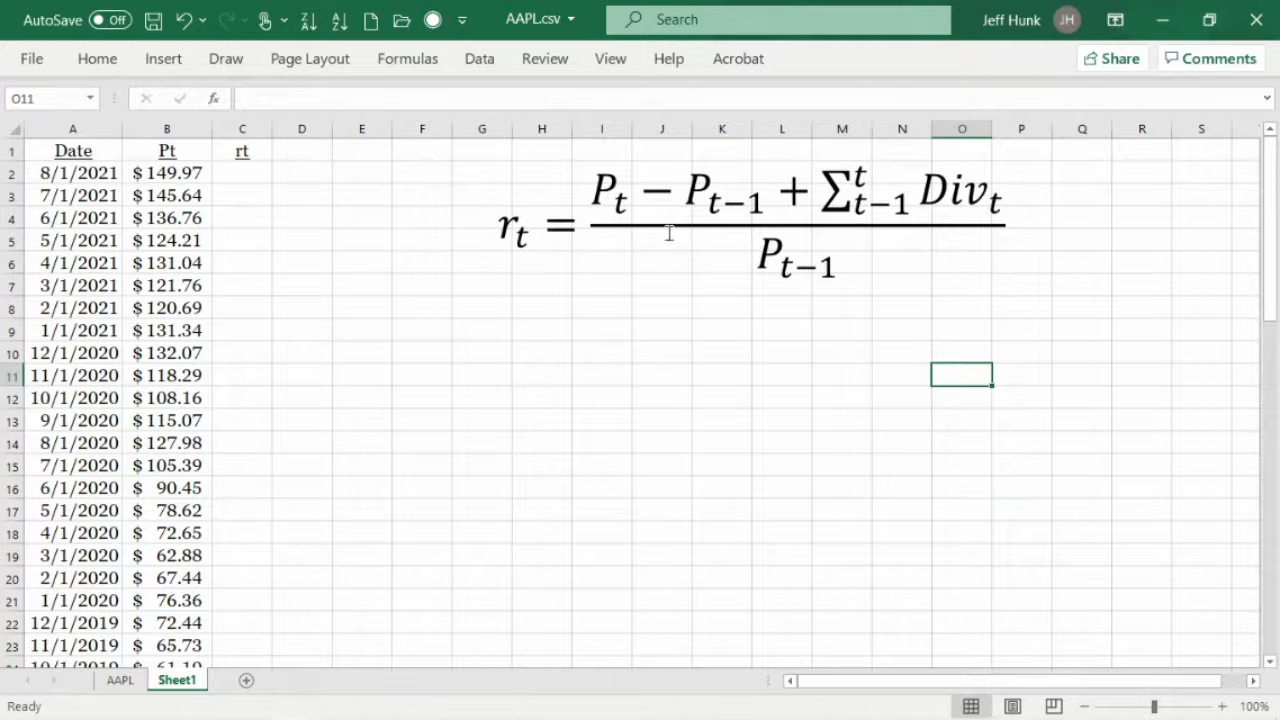 AutoSave Off AAPL.csv Search Jeff Hunk JH
File Home Insert Draw Page Layout Formulas Data Review View Help Acrobat Share Comments
O11 fx
A B C D E F G H I J K L M N O P Q R S
1 Date Pt rt
2 8/1/2021 $ 149.97
3 7/1/2021 $ 145.64
4 6/1/2021 $ 136.76
5 5/1/2021 $ 124.21
6 4/1/2021 $ 131.04
7 3/1/2021 $ 121.76
8 2/1/2021 $ 120.69
9 1/1/2021 $ 131.34
10 12/1/2020 $ 132.07
11 11/1/2020 $ 118.29
12 10/1/2020 $ 108.16
13 9/1/2020 $ 115.07
14 8/1/2020 $ 127.98
15 7/1/2020 $ 105.39
16 6/1/2020 $ 90.45
17 5/1/2020 $ 78.62
18 4/1/2020 $ 72.65
19 3/1/2020 $ 62.88
20 2/1/2020 $ 67.44
21 1/1/2020 $ 76.36
22 12/1/2019 $ 72.44
23 11/1/2019 $ 65.73
10/1/2019 $ 61.19
P_t − P_{t−1} + ∑_{t−1}^{t} Div_t
r_t =
P_{t−1}
AAPL Sheet1
Ready 100%